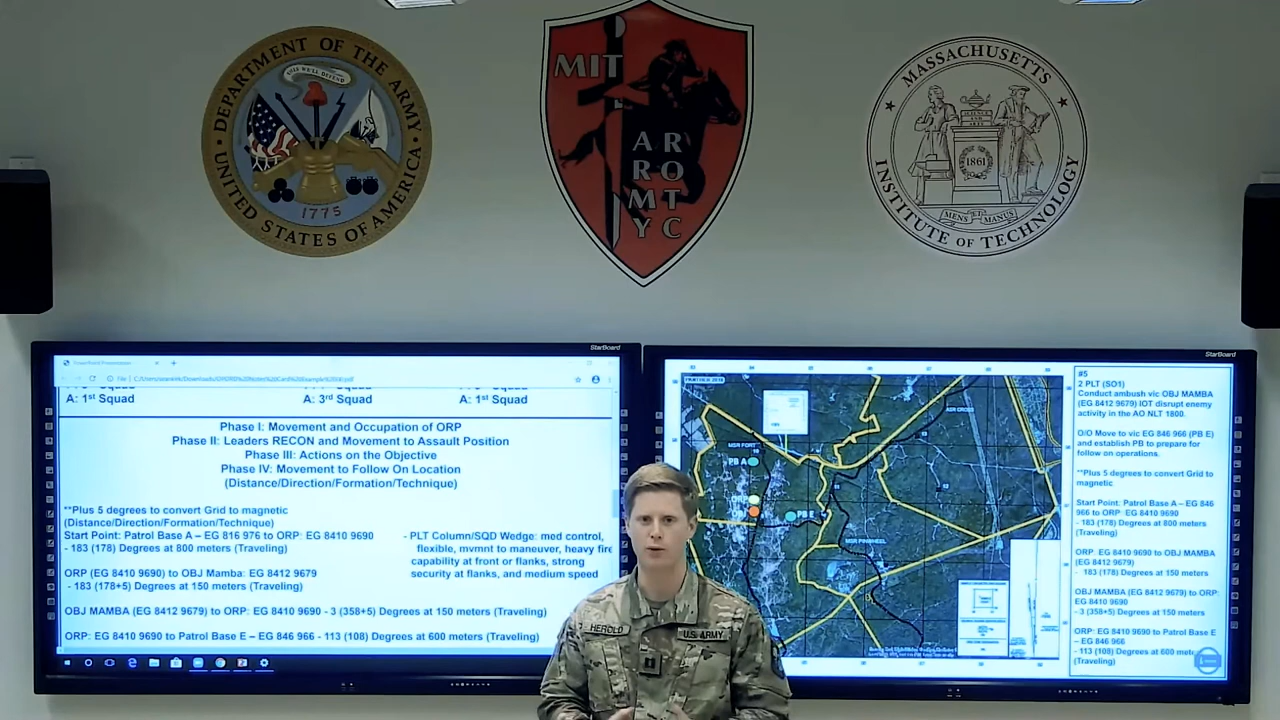 DEPARTMENT OF THE ARMY
THIS WE'LL DEFEND
1775
UNITED STATES OF AMERICA
MIT
ARMY
ROTC
MASSACHUSETTS
SCIENCE AND ARTS
1861
MENS ET MANUS
INSTITUTE OF TECHNOLOGY
StarBoard
PowerPoint Presentation
A: 1st Squad A: 3rd Squad A: 1st Squad
Phase I: Movement and Occupation of ORP
Phase II: Leaders RECON and Movement to Assault Position
Phase III: Actions on the Objective
Phase IV: Movement to Follow On Location
(Distance/Direction/Formation/Technique)
**Plus 5 degrees to convert Grid to magnetic
(Distance/Direction/Formation/Technique)
Start Point: Patrol Base A – EG 816 976 to ORP: EG 8410 9690
- 183 (178) Degrees at 800 meters (Traveling)
- PLT Column/SQD Wedge: med control,
flexible, mvmnt to maneuver, heavy fire
capability at front or flanks, strong
security at flanks, and medium speed
ORP (EG 8410 9690) to OBJ Mamba: EG 8412 9679
- 183 (178+5) Degrees at 150 meters (Traveling)
OBJ MAMBA (EG 8412 9679) to ORP: EG 8410 9690 - 3 (358+5) Degrees at 150 meters (Traveling)
ORP: EG 8410 9690 to Patrol Base E – EG 846 966 - 113 (108) Degrees at 600 meters (Traveling)
StarBoard
MSR FORT
PB A
ORP
PB E
ASR CROSS
MSR PINWHEEL
#5
2 PLT (SO1)
Conduct ambush vic OBJ MAMBA
(EG 8412 9679) IOT disrupt enemy
activity in the AO NLT 1800.
O/O Move to vic EG 846 966 (PB E)
and establish PB to prepare for
follow on operations.
**Plus 5 degrees to convert Grid to
magnetic
Start Point: Patrol Base A – EG 846
966 to ORP: EG 8410 9690
- 183 (178) Degrees at 800 meters
(Traveling)
ORP: EG 8410 9690 to OBJ MAMBA
(EG 8412 9679)
- 183 (178) Degrees at 150 meters
OBJ MAMBA (EG 8412 9679) to ORP:
EG 8410 9690
- 3 (358+5) Degrees at 150 meters
(Traveling)
ORP: EG 8410 9690 to Patrol Base E
– EG 846 966
- 113 (108) Degrees at 600
(Traveling)
HEROLD
U.S. ARMY